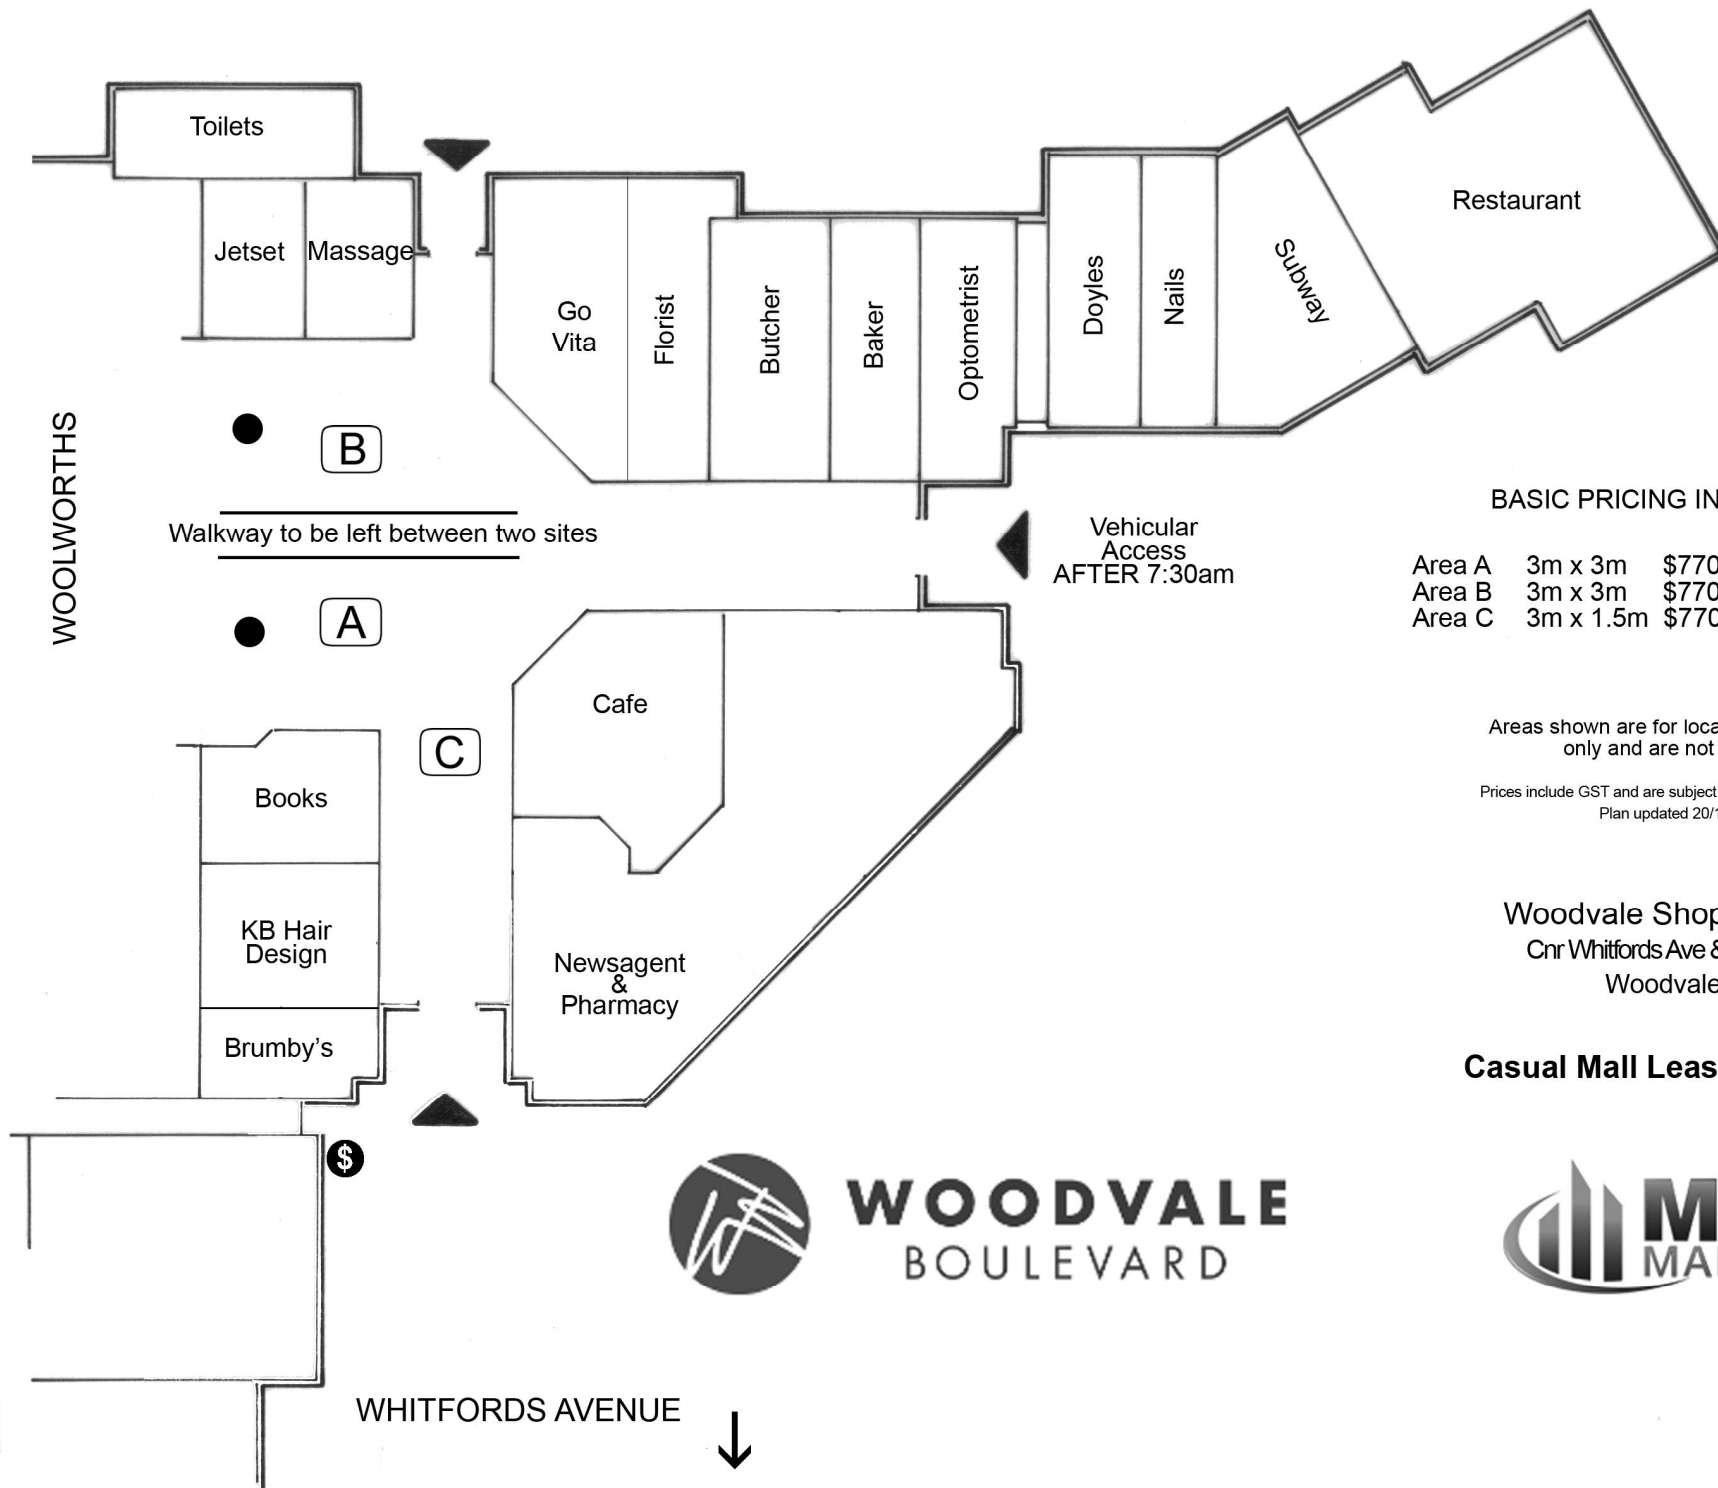 Toilets
Jetset
Massage
Go
Vita
Florist
Butcher
Baker
Optometrist
Doyles
Nails
Subway
Restaurant
WOOLWORTHS
B
Walkway to be left between two sites
A
Vehicular
Access
AFTER 7:30am
BASIC PRICING IN
Area A 3m x 3m $770
Area B 3m x 3m $770
Area C 3m x 1.5m $770
Cafe
C
Books
KB Hair
Design
Newsagent
&
Pharmacy
Brumby’s
$
Areas shown are for loca
only and are not
Prices include GST and are subject
Plan updated 20/1
Woodvale Shop
Cnr Whitfords Ave &
Woodvale
Casual Mall Leas
WOODVALE
BOULEVARD
M
MA
WHITFORDS AVENUE